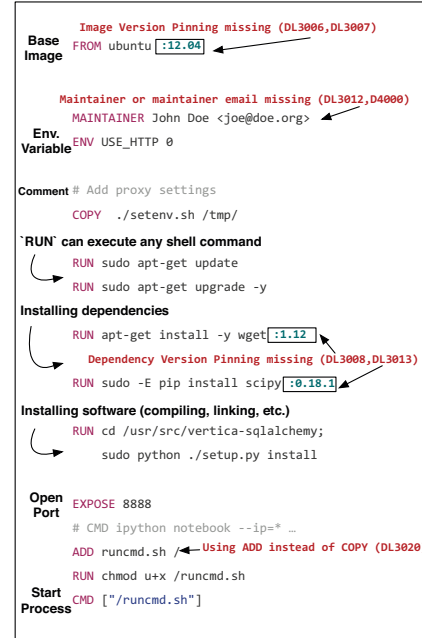 Image Version Pinning missing (DL3006,DL3007)
Base Image
FROM ubuntu :12.04
Maintainer or maintainer email missing (DL3012,D4000)
MAINTAINER John Doe <joe@doe.org>
Env. Variable
ENV USE_HTTP 0
Comment # Add proxy settings
COPY ./setenv.sh /tmp/
`RUN` can execute any shell command
RUN sudo apt-get update
RUN sudo apt-get upgrade -y
Installing dependencies
RUN apt-get install -y wget :1.12
Dependency Version Pinning missing (DL3008,DL3013)
RUN sudo -E pip install scipy :0.18.1
Installing software (compiling, linking, etc.)
RUN cd /usr/src/vertica-sqlalchemy;
sudo python ./setup.py install
Open Port
EXPOSE 8888
# CMD ipython notebook --ip=* …
ADD runcmd.sh / Using ADD instead of COPY (DL3020
RUN chmod u+x /runcmd.sh
Start Process
CMD ["/runcmd.sh"]